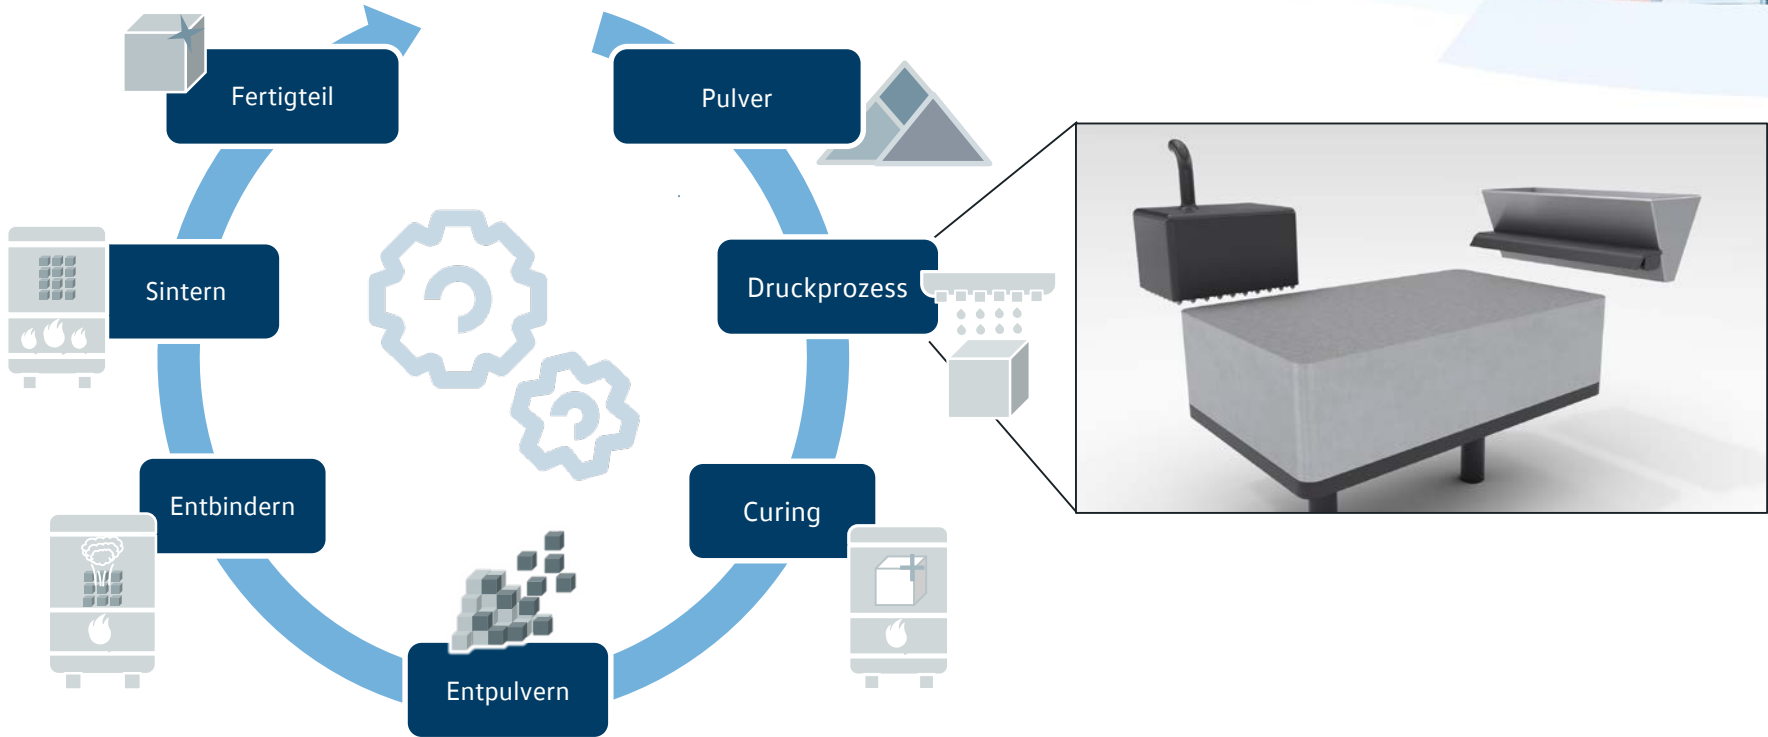 Pulver
Druckprozess
Curing
Entpulvern
Entbindern
Sintern
Fertigteil